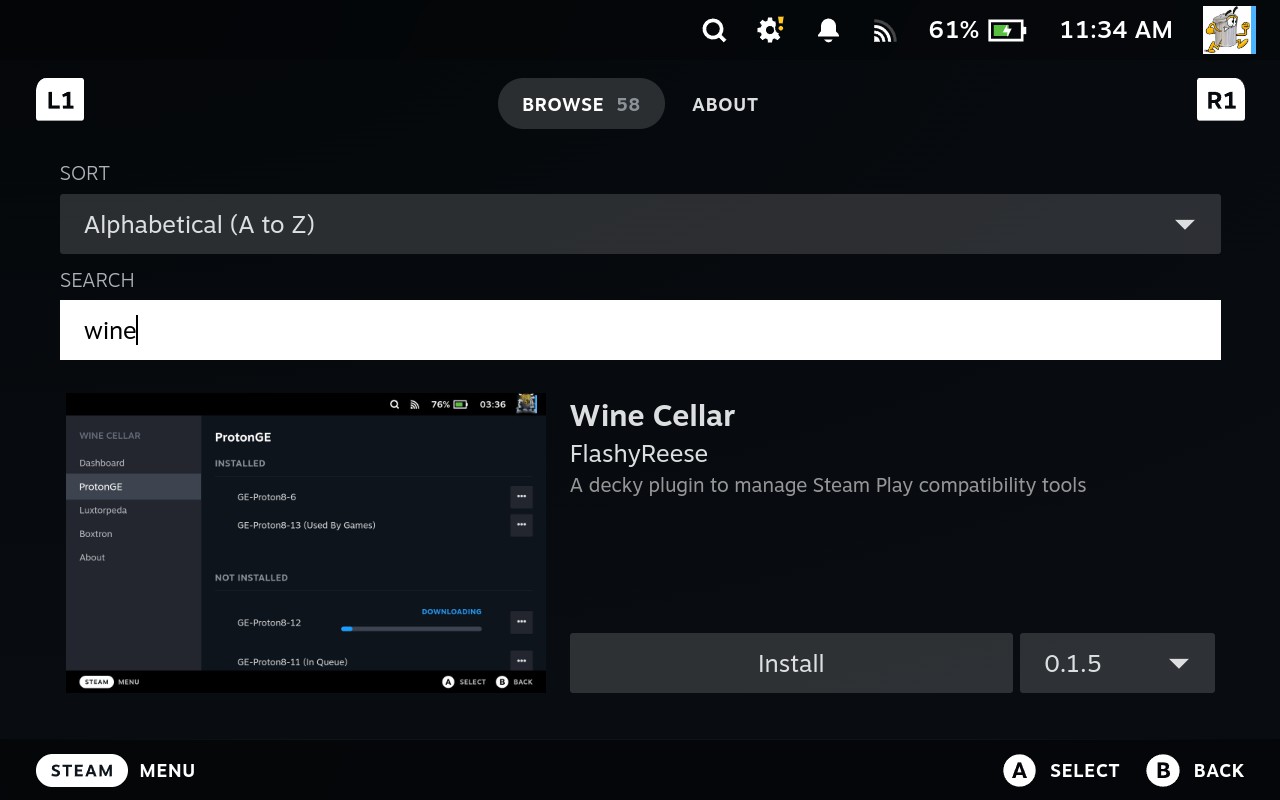 61% 11:34 AM
L1 BROWSE 58 ABOUT R1
SORT
Alphabetical (A to Z)
SEARCH
wine
76% 03:36
WINE CELLAR
Dashboard
ProtonGE
Luxtorpeda
Boxtron
About
ProtonGE
INSTALLED
GE-Proton8-6
GE-Proton8-13 (Used By Games)
NOT INSTALLED
DOWNLOADING
GE-Proton8-12
GE-Proton8-11 (In Queue)
STEAM MENU A SELECT B BACK
Wine Cellar
FlashyReese
A decky plugin to manage Steam Play compatibility tools
Install 0.1.5
STEAM MENU A SELECT B BACK